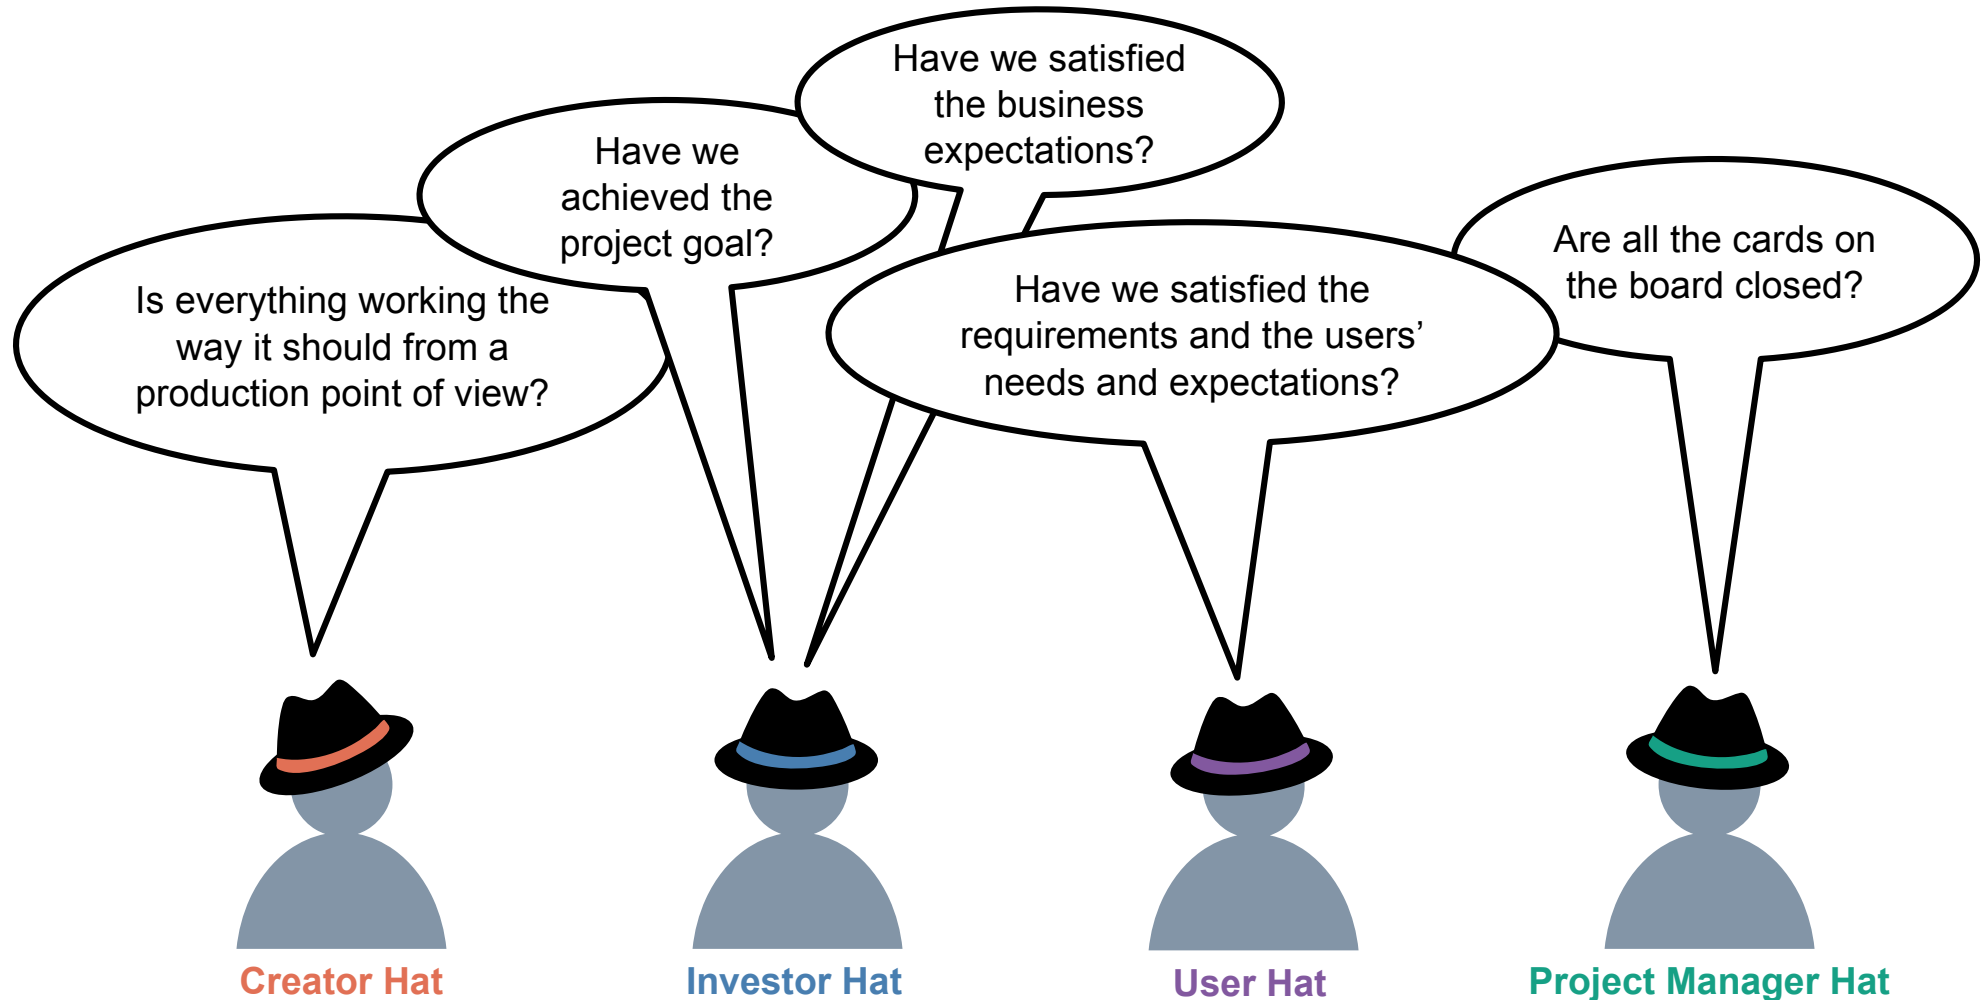 Have we satisfied
the business
expectations?
Have we
achieved the
project goal?
Is everything working the
way it should from a
production point of view?
Have we satisfied the
requirements and the users’
needs and expectations?
Are all the cards on
the board closed?
Creator Hat
Investor Hat
User Hat
Project Manager Hat